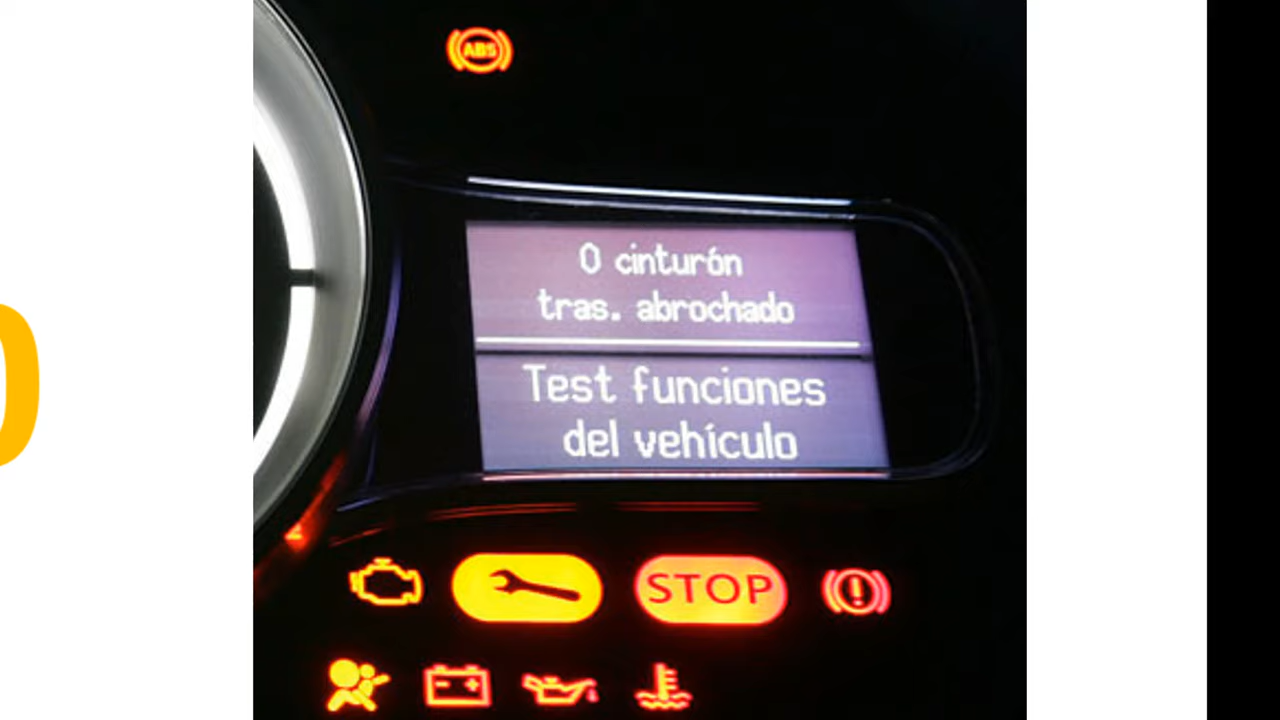 ABS
0 cinturón
tras. abrochado
Test funciones
del vehículo
STOP